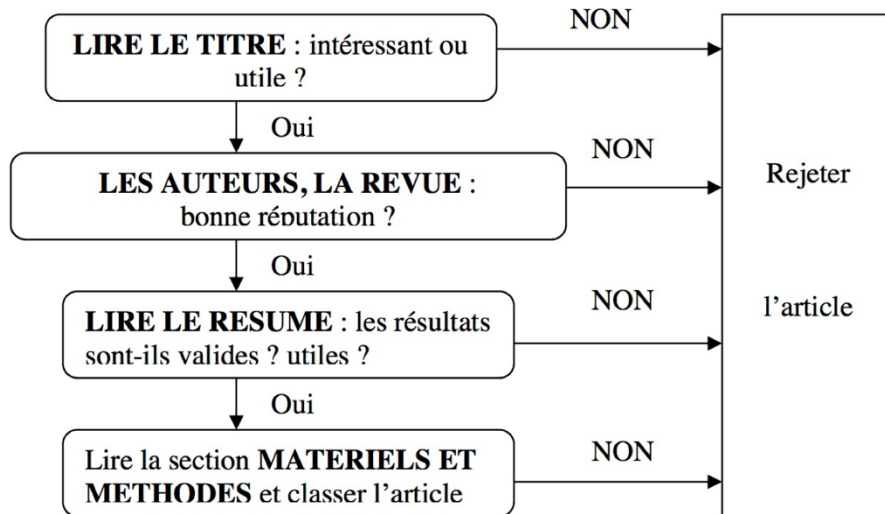 NON
LIRE LE TITRE : intéressant ou
utile ?
Oui
NON
LES AUTEURS, LA REVUE :
bonne réputation ?
Rejeter
Oui
NON
LIRE LE RESUME : les résultats
sont-ils valides ? utiles ?
l’article
Oui
NON
Lire la section MATERIELS ET
METHODES et classer l’article